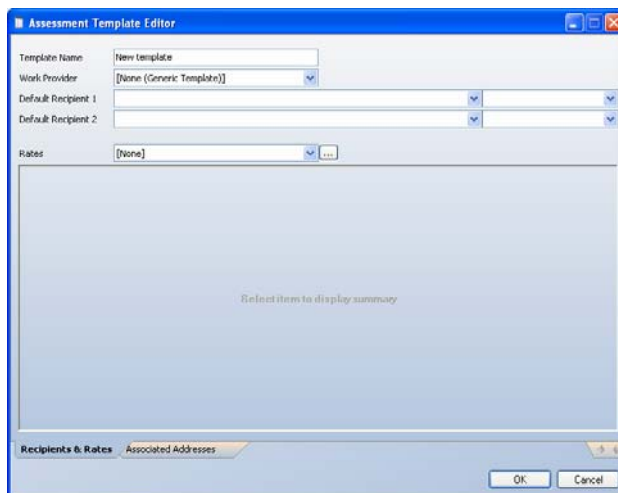 Assessment Template Editor
Template Name New template
Work Provider [None (Generic Template)]
Default Recipient 1
Default Recipient 2
Rates [None] ...
Select item to display summary
Recipients & Rates Associated Addresses
OK Cancel